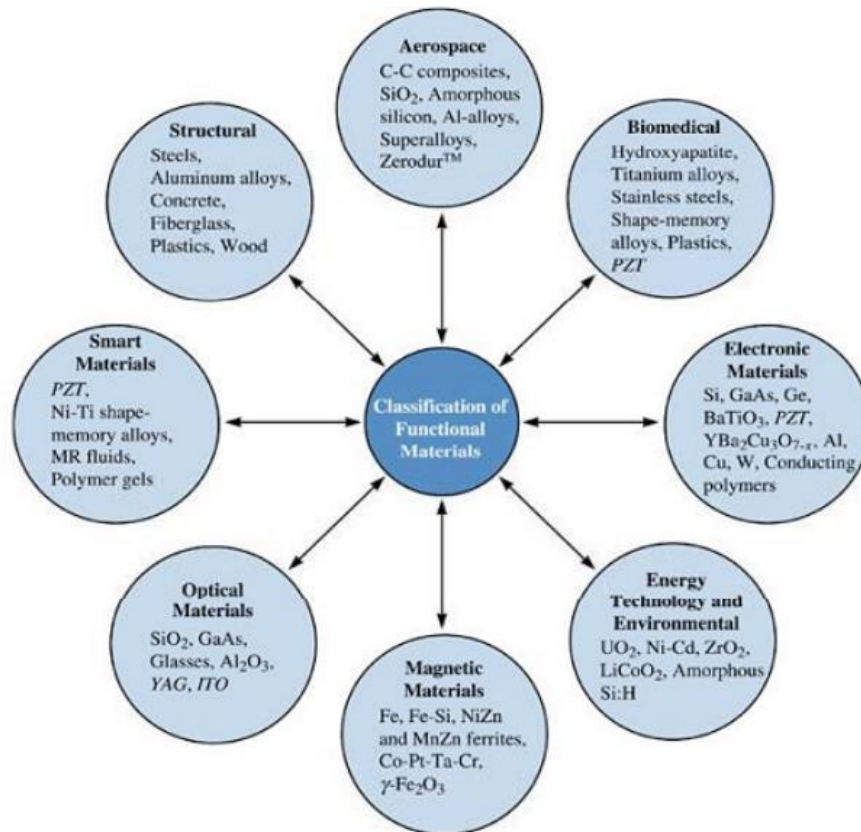 Aerospace
C-C composites,
SiO₂, Amorphous
silicon, Al-alloys,
Superalloys,
Zerodur™
Structural
Steels,
Aluminum alloys,
Concrete,
Fiberglass,
Plastics, Wood
Biomedical
Hydroxyapatite,
Titanium alloys,
Stainless steels,
Shape-memory
alloys, Plastics,
PZT
Smart
Materials
PZT,
Ni-Ti shape-
memory alloys,
MR fluids,
Polymer gels
Classification of
Functional
Materials
Electronic
Materials
Si, GaAs, Ge,
BaTiO₃, PZT,
YBa₂Cu₃O₇₋ₓ, Al,
Cu, W, Conducting
polymers
Optical
Materials
SiO₂, GaAs,
Glasses, Al₂O₃,
YAG, ITO
Magnetic
Materials
Fe, Fe-Si, NiZn
and MnZn ferrites,
Co-Pt-Ta-Cr,
γ-Fe₂O₃
Energy
Technology and
Environmental
UO₂, Ni-Cd, ZrO₂,
LiCoO₂, Amorphous
Si:H